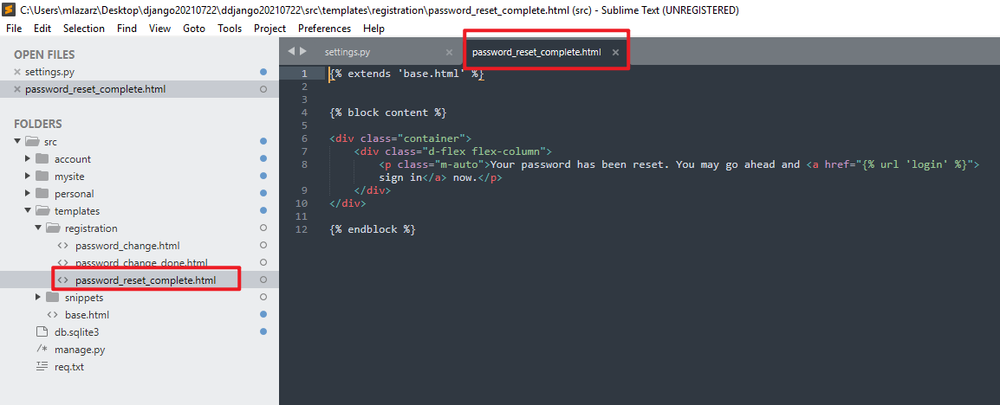 C:\Users\mlazarz\Desktop\django20210722\ddjango20210722\src\templates\registration\password_reset_complete.html (src) - Sublime Text (UNREGISTERED)
File Edit Selection Find View Goto Tools Project Preferences Help
OPEN FILES
settings.py
password_reset_complete.html
FOLDERS
src
account
mysite
personal
templates
registration
password_change.html
password_change_done.html
password_reset_complete.html
snippets
base.html
db.sqlite3
manage.py
req.txt
settings.py
password_reset_complete.html
1 {% extends 'base.html' %}
2
3
4 {% block content %}
5
6 <div class="container">
7 <div class="d-flex flex-column">
8 <p class="m-auto">Your password has been reset. You may go ahead and <a href="{% url 'login' %}">
sign in</a> now.</p>
9 </div>
10 </div>
11
12 {% endblock %}